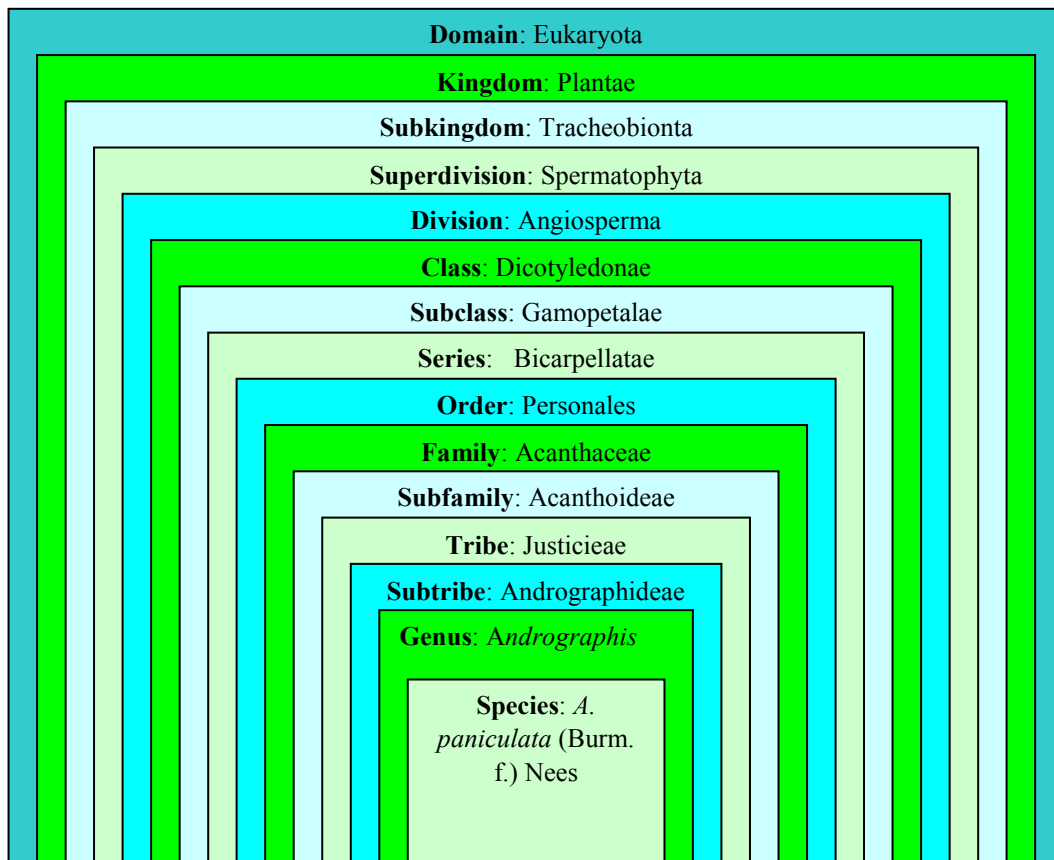 Domain: Eukaryota
Kingdom: Plantae
Subkingdom: Tracheobionta
Superdivision: Spermatophyta
Division: Angiosperma
Class: Dicotyledonae
Subclass: Gamopetalae
Series: Bicarpellatae
Order: Personales
Family: Acanthaceae
Subfamily: Acanthoideae
Tribe: Justicieae
Subtribe: Andrographideae
Genus: Andrographis
Species: A.
paniculata (Burm.
f.) Nees